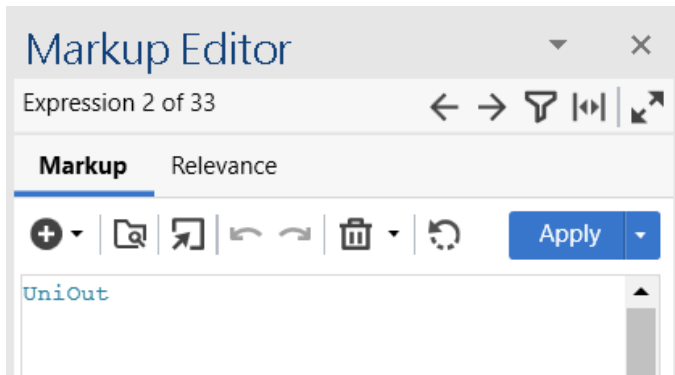 Markup Editor
Expression 2 of 33
Markup Relevance
Apply
UniOut